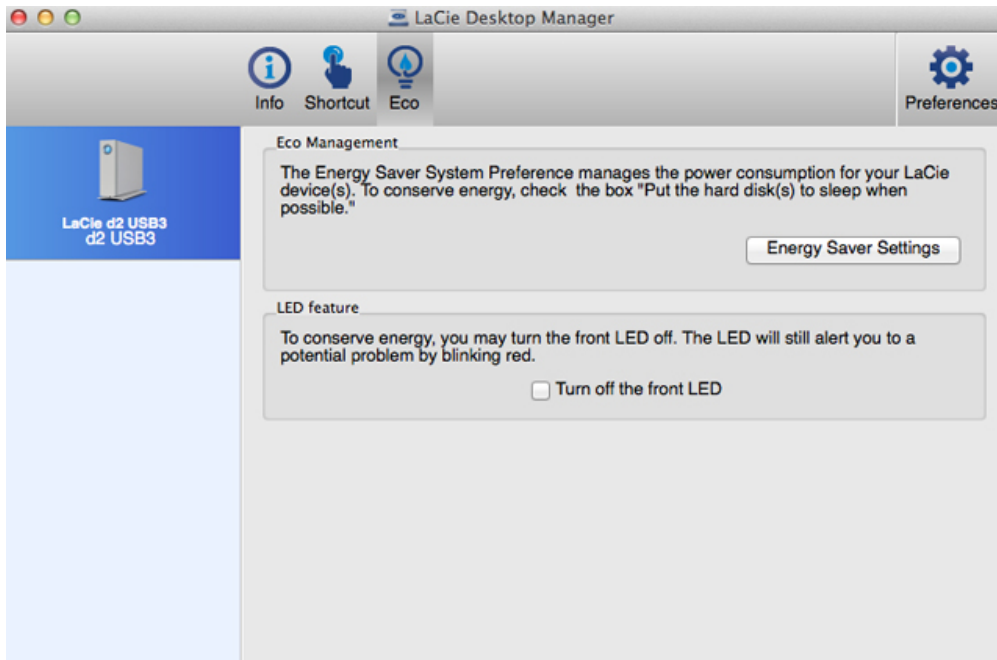 LaCie Desktop Manager
Info Shortcut Eco Preferences
LaCie d2 USB3
d2 USB3
Eco Management
The Energy Saver System Preference manages the power consumption for your LaCie
device(s). To conserve energy, check the box "Put the hard disk(s) to sleep when
possible."
Energy Saver Settings
LED feature
To conserve energy, you may turn the front LED off. The LED will still alert you to a
potential problem by blinking red.
Turn off the front LED